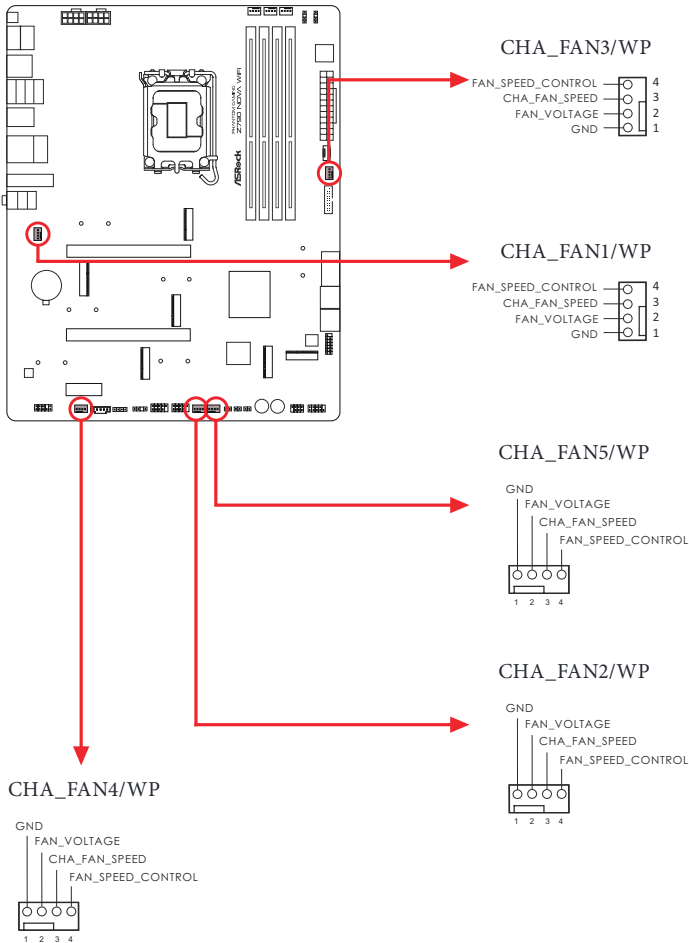 PHANTOM GAMING
Z790 NOVA WIFI
ASRock
CHA_FAN3/WP
FAN_SPEED_CONTROL 4
CHA_FAN_SPEED 3
FAN_VOLTAGE 2
GND 1
CHA_FAN1/WP
FAN_SPEED_CONTROL 4
CHA_FAN_SPEED 3
FAN_VOLTAGE 2
GND 1
CHA_FAN5/WP
GND
FAN_VOLTAGE
CHA_FAN_SPEED
FAN_SPEED_CONTROL
1 2 3 4
CHA_FAN2/WP
GND
FAN_VOLTAGE
CHA_FAN_SPEED
FAN_SPEED_CONTROL
1 2 3 4
CHA_FAN4/WP
GND
FAN_VOLTAGE
CHA_FAN_SPEED
FAN_SPEED_CONTROL
1 2 3 4